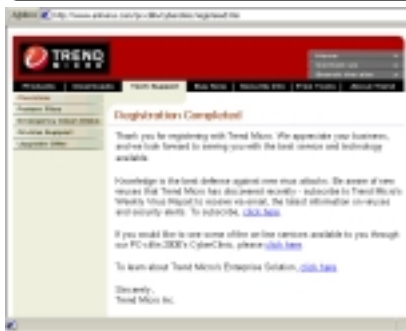 Address
TREND
MICRO
Products | Downloads | Tech Support | Buy Now | Security Info | Free Tools | About Trend
Pattern Files
Upgrade Offer
Registration Completed
Thank you for registering with Trend Micro. We appreciate your business,
and we look forward to serving you with the best service and technology
available.
Knowledge is the best defense against new virus attacks. Be aware of new
viruses that Trend Micro has discovered recently - subscribe to Trend Micro's
Weekly Virus Report to receive via email, the latest information on viruses
and security alerts. To subscribe, click here.
If you would like to see some of the on-line services available to you through
our PC-cillin 2000's CyberClinic, please click here.
To learn about Trend Micro's Enterprise Solution, click here.
Sincerely,
Trend Micro Inc.